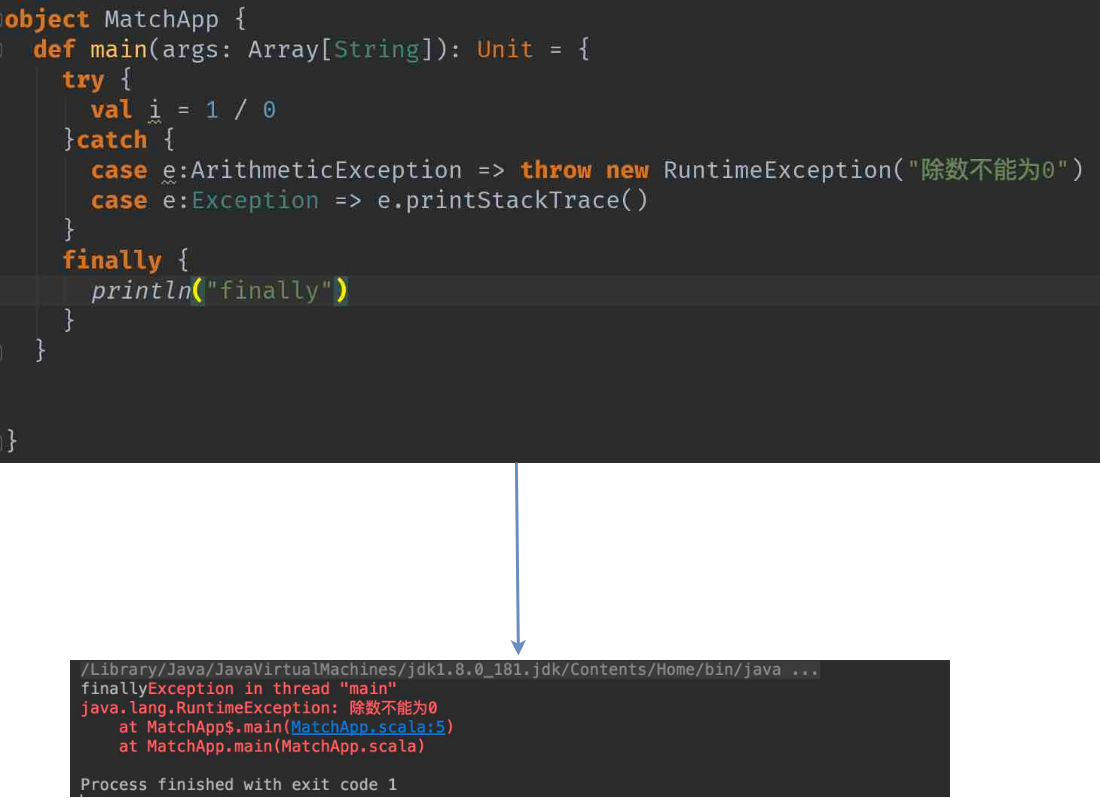 object MatchApp {
def main(args: Array[String]): Unit = {
try {
val i = 1 / 0
}catch {
case e:ArithmeticException => throw new RuntimeException("除数不能为0")
case e:Exception => e.printStackTrace()
}
finally {
println("finally")
}
}
}
/Library/Java/JavaVirtualMachines/jdk1.8.0_181.jdk/Contents/Home/bin/java ...
finallyException in thread "main"
java.lang.RuntimeException: 除数不能为0
at MatchApp$.main(MatchApp.scala:5)
at MatchApp.main(MatchApp.scala)
Process finished with exit code 1